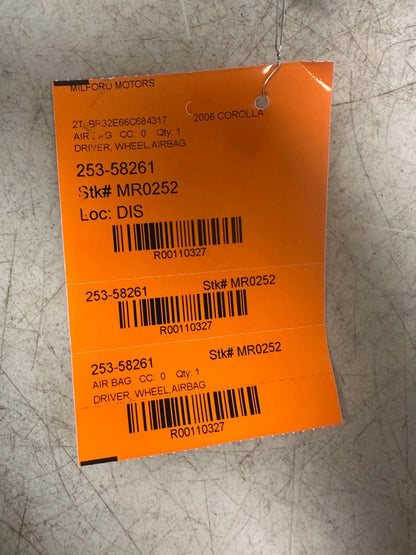 MILFORD MOTORS
2006 COROLLA
AIR BAG CC: 0 Qty: 1
DRIVER, WHEEL,AIRBAG
253-58261
Stk# MR0252
Loc: DIS
R00110327
253-58261 Stk# MR0252
R00110327
253-58261 Stk# MR0252
AIR BAG CC: 0 Qty: 1
DRIVER, WHEEL,AIRBAG
R00110327